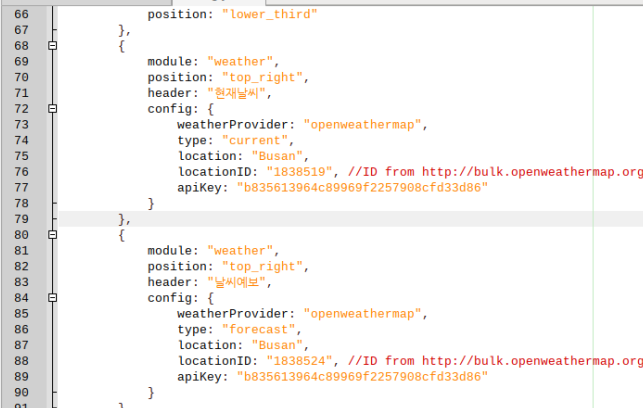 66 position: "lower_third"
67 },
68 {
69 module: "weather",
70 position: "top_right",
71 header: "현재날씨",
72 config: {
73 weatherProvider: "openweathermap",
74 type: "current",
75 location: "Busan",
76 locationID: "1838519", //ID from http://bulk.openweathermap.org
77 apiKey: "b835613964c89969f2257908cfd33d86"
78 }
79 },
80 {
81 module: "weather",
82 position: "top_right",
83 header: "날씨예보",
84 config: {
85 weatherProvider: "openweathermap",
86 type: "forecast",
87 location: "Busan",
88 locationID: "1838524", //ID from http://bulk.openweathermap.org
89 apiKey: "b835613964c89969f2257908cfd33d86"
90 }
91 }